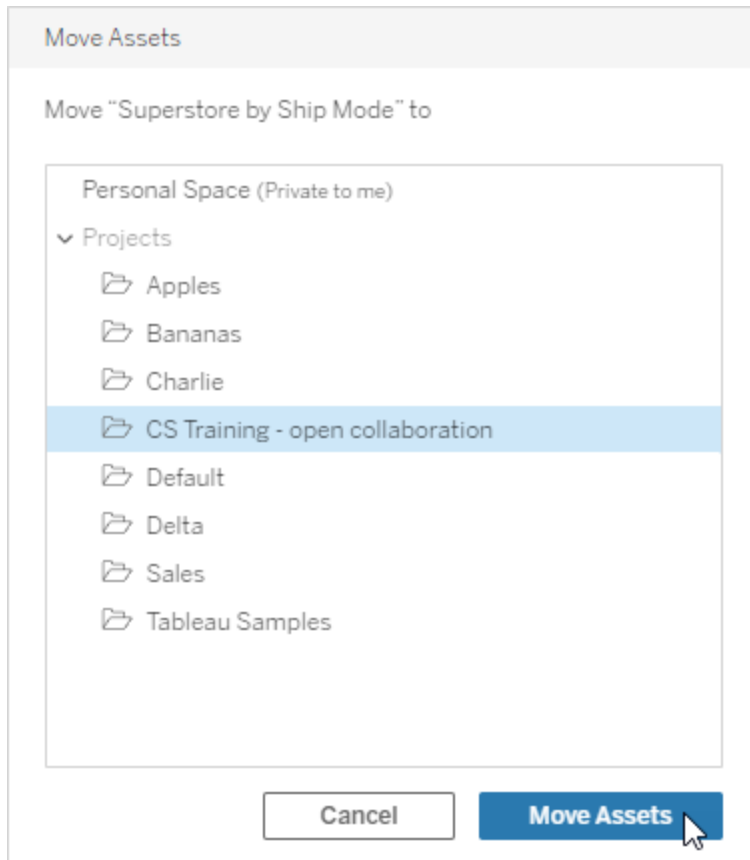 Move Assets
Move “Superstore by Ship Mode” to
Personal Space (Private to me)
Projects
Apples
Bananas
Charlie
CS Training - open collaboration
Default
Delta
Sales
Tableau Samples
Cancel
Move Assets